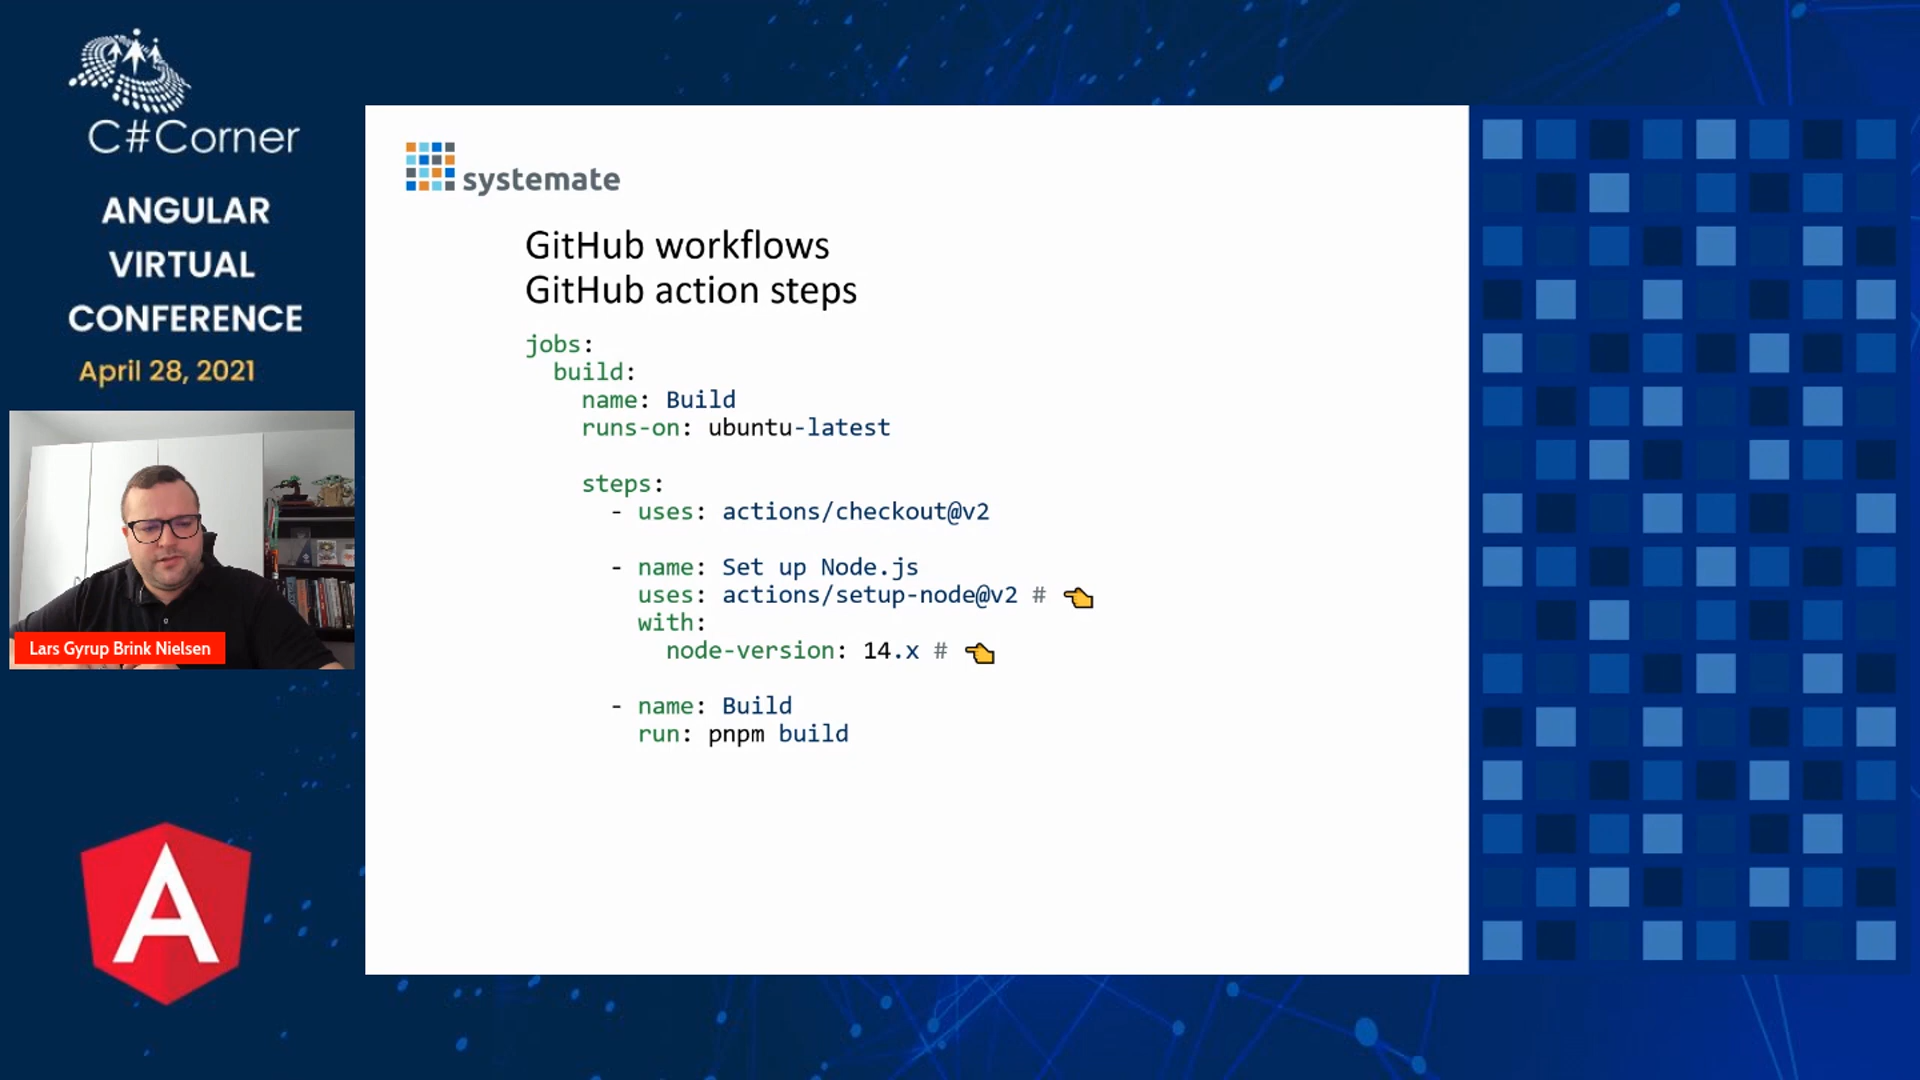 C#Corner
ANGULAR
VIRTUAL
CONFERENCE
April 28, 2021
Lars Gyrup Brink Nielsen
A
systemate
GitHub workflows
GitHub action steps
jobs:
build:
name: Build
runs-on: ubuntu-latest
steps:
- uses: actions/checkout@v2
- name: Set up Node.js
uses: actions/setup-node@v2 # 👈
with:
node-version: 14.x # 👈
- name: Build
run: pnpm build